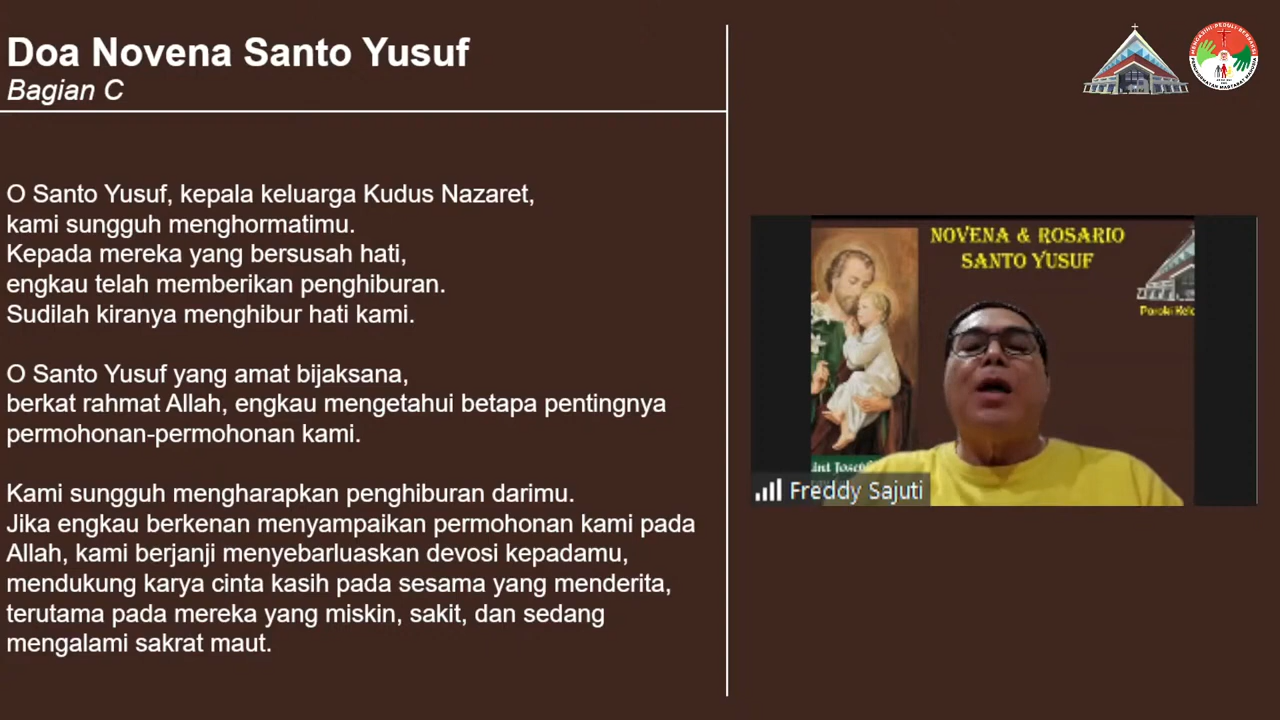 Doa Novena Santo Yusuf
Bagian C
O Santo Yusuf, kepala keluarga Kudus Nazaret,
kami sungguh menghormatimu.
Kepada mereka yang bersusah hati,
engkau telah memberikan penghiburan.
Sudilah kiranya menghibur hati kami.
O Santo Yusuf yang amat bijaksana,
berkat rahmat Allah, engkau mengetahui betapa pentingnya
permohonan-permohonan kami.
Kami sungguh mengharapkan penghiburan darimu.
Jika engkau berkenan menyampaikan permohonan kami pada
Allah, kami berjanji menyebarluaskan devosi kepadamu,
mendukung karya cinta kasih pada sesama yang menderita,
terutama pada mereka yang miskin, sakit, dan sedang
mengalami sakrat maut.
NOVENA & ROSARIO
SANTO YUSUF
Freddy Sajuti